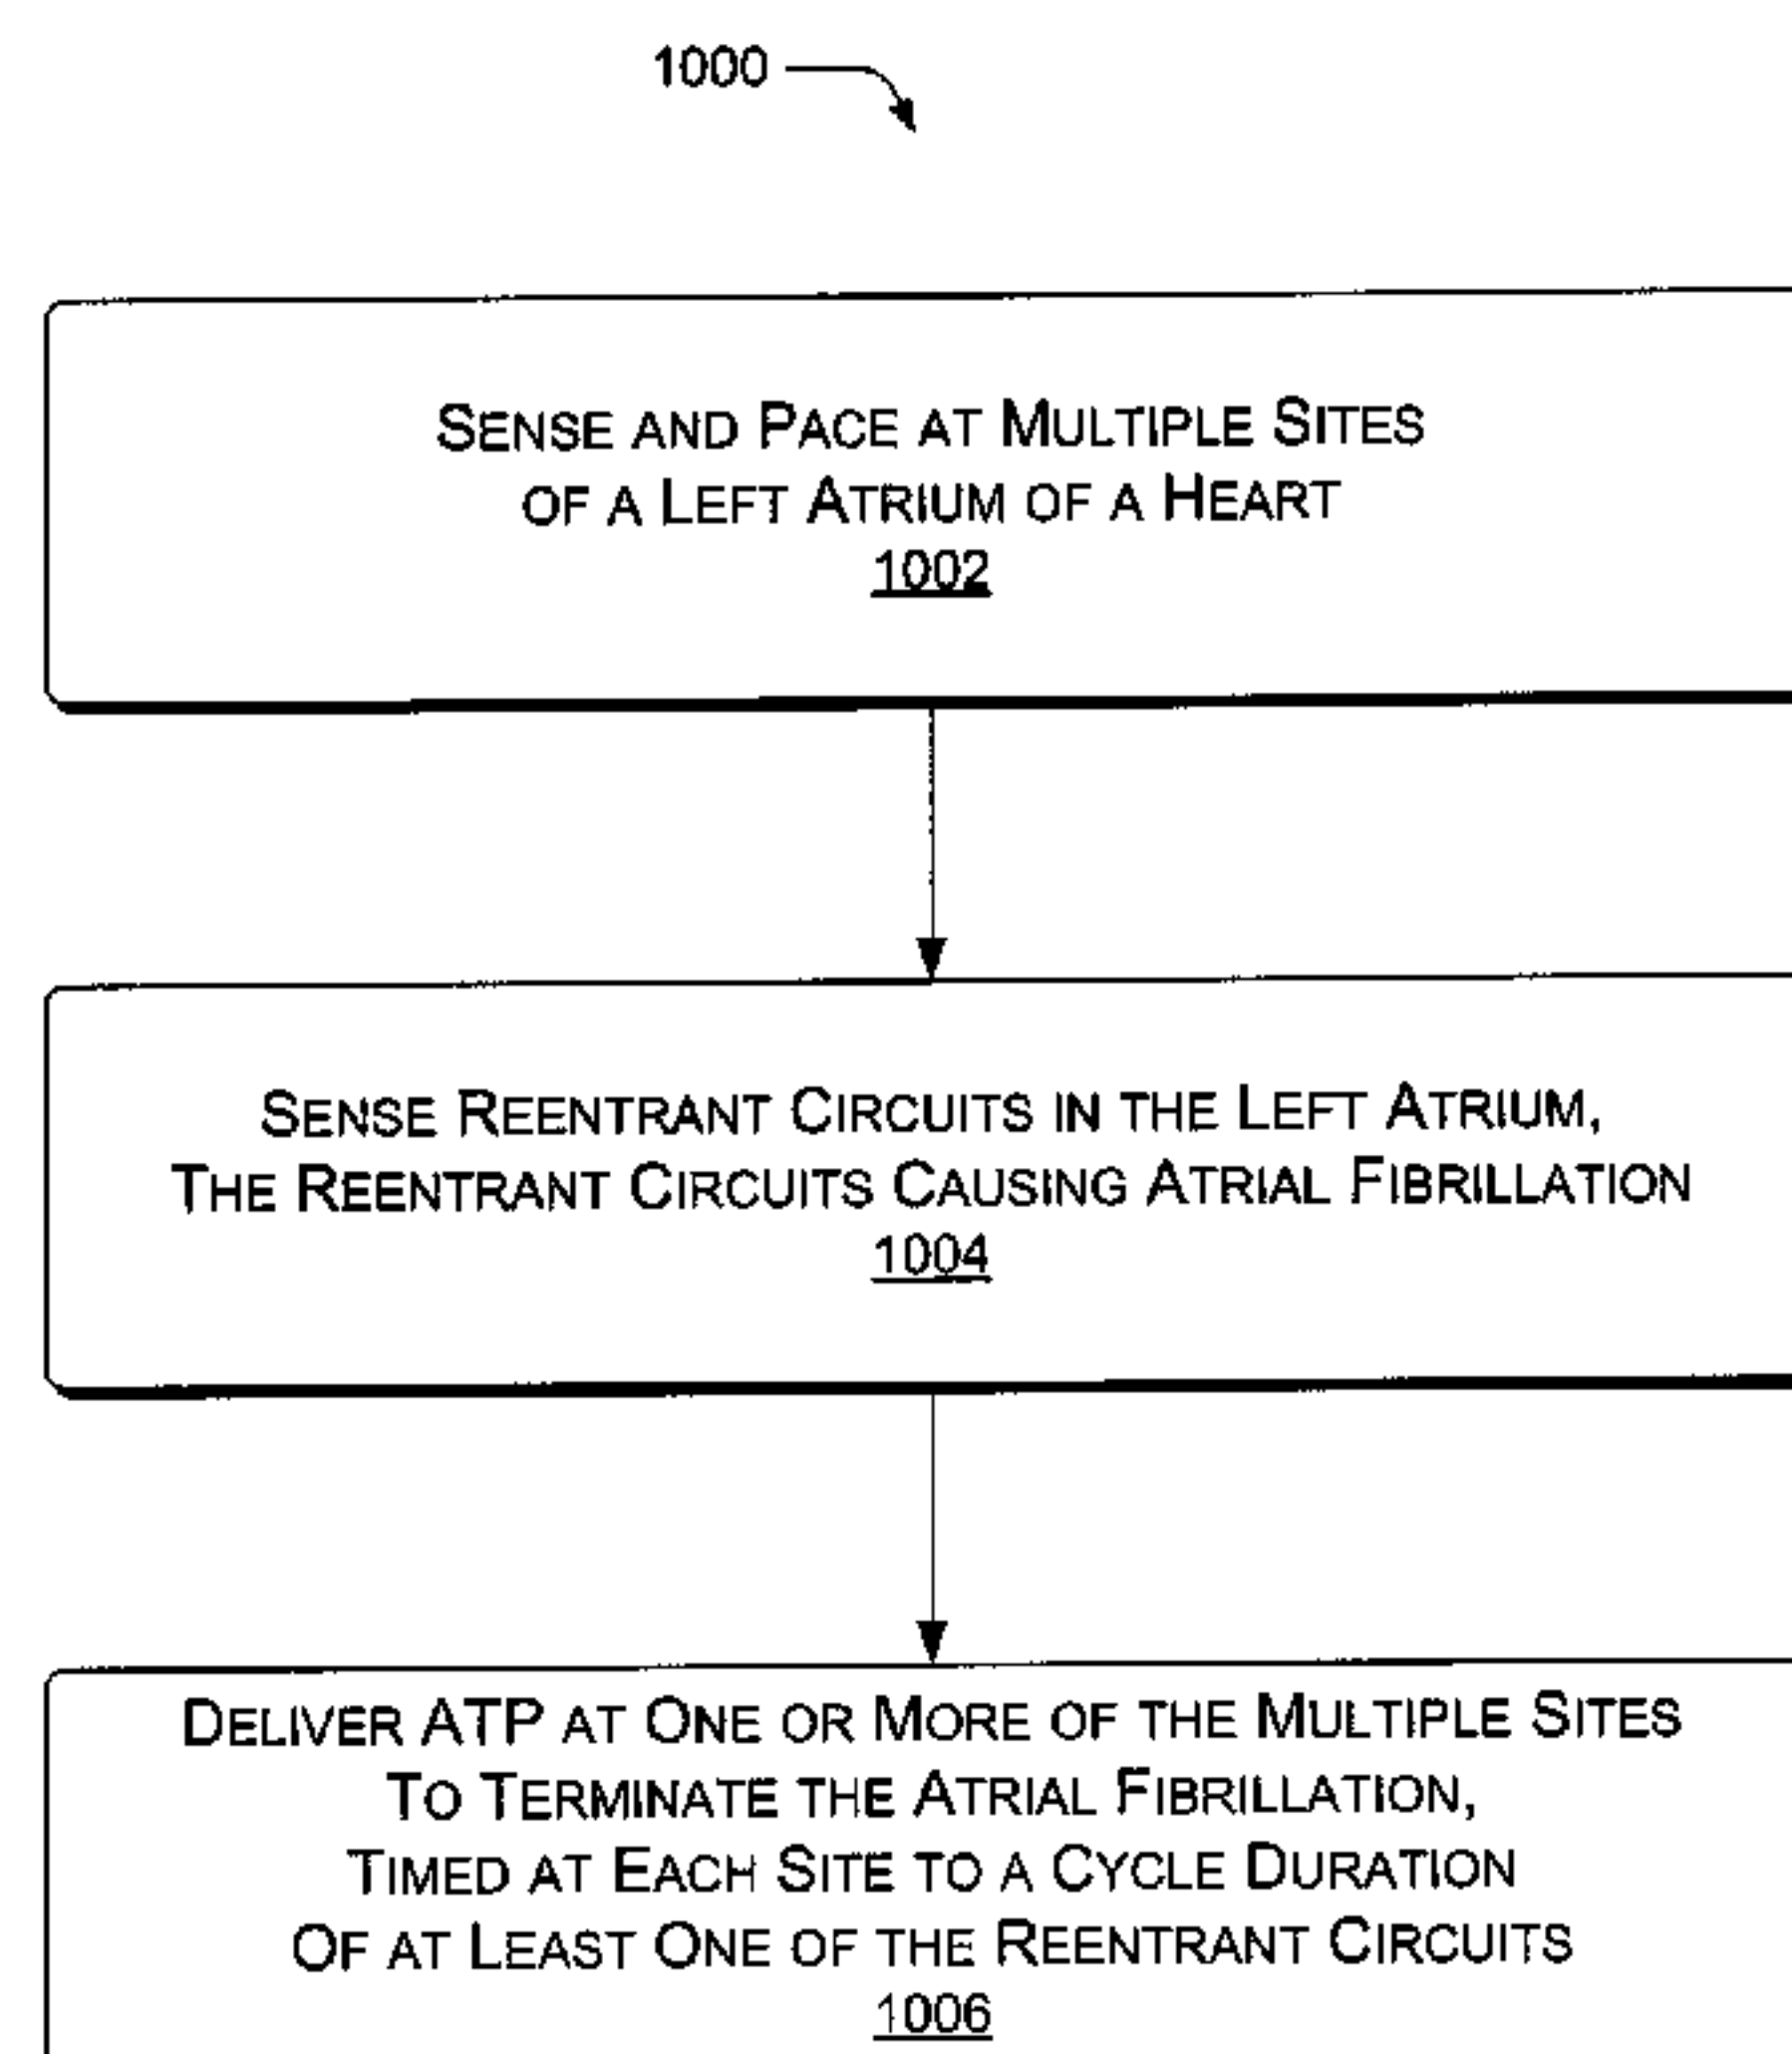 1000
SENSE AND PACE AT MULTIPLE SITES
OF A LEFT ATRIUM OF A HEART
1002
SENSE REENTRANT CIRCUITS IN THE LEFT ATRIUM,
THE REENTRANT CIRCUITS CAUSING ATRIAL FIBRILLATION
1004
DELIVER ATP AT ONE OR MORE OF THE MULTIPLE SITES
TO TERMINATE THE ATRIAL FIBRILLATION,
TIMED AT EACH SITE TO A CYCLE DURATION
OF AT LEAST ONE OF THE REENTRANT CIRCUITS
1006